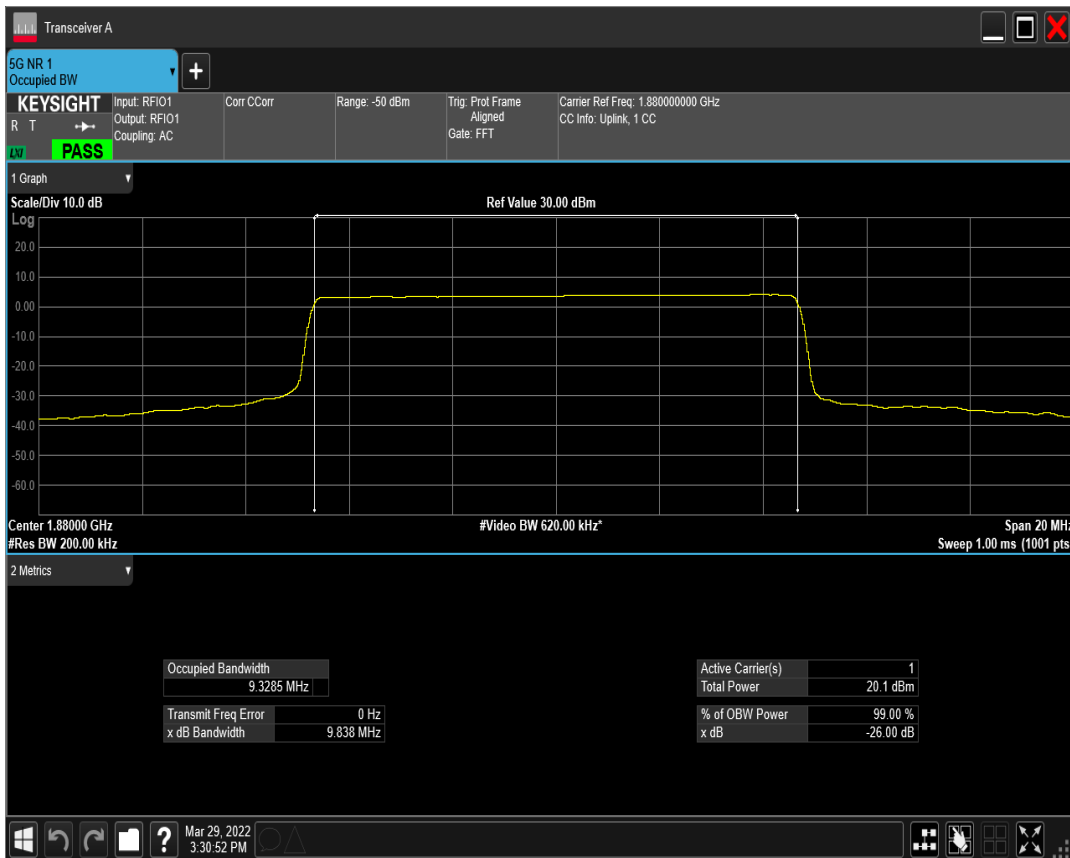 Transceiver A
5G NR 1
Occupied BW
KEYSIGHT
R T
LXI
PASS
Input: RFIO1
Output: RFIO1
Coupling: AC
Corr CCorr
Range: -50 dBm
Trig: Prot Frame
Aligned
Gate: FFT
Carrier Ref Freq: 1.880000000 GHz
CC Info: Uplink, 1 CC
1 Graph
Scale/Div 10.0 dB
Ref Value 30.00 dBm
Log
20.0
10.0
0.00
-10.0
-20.0
-30.0
-40.0
-50.0
-60.0
Center 1.88000 GHz
#Video BW 620.00 kHz*
Span 20 MHz
#Res BW 200.00 kHz
Sweep 1.00 ms (1001 pts
2 Metrics
Occupied Bandwidth
9.3285 MHz
Transmit Freq Error 0 Hz
x dB Bandwidth 9.838 MHz
Active Carrier(s) 1
Total Power 20.1 dBm
% of OBW Power 99.00 %
x dB -26.00 dB
?
Mar 29, 2022
3:30:52 PM